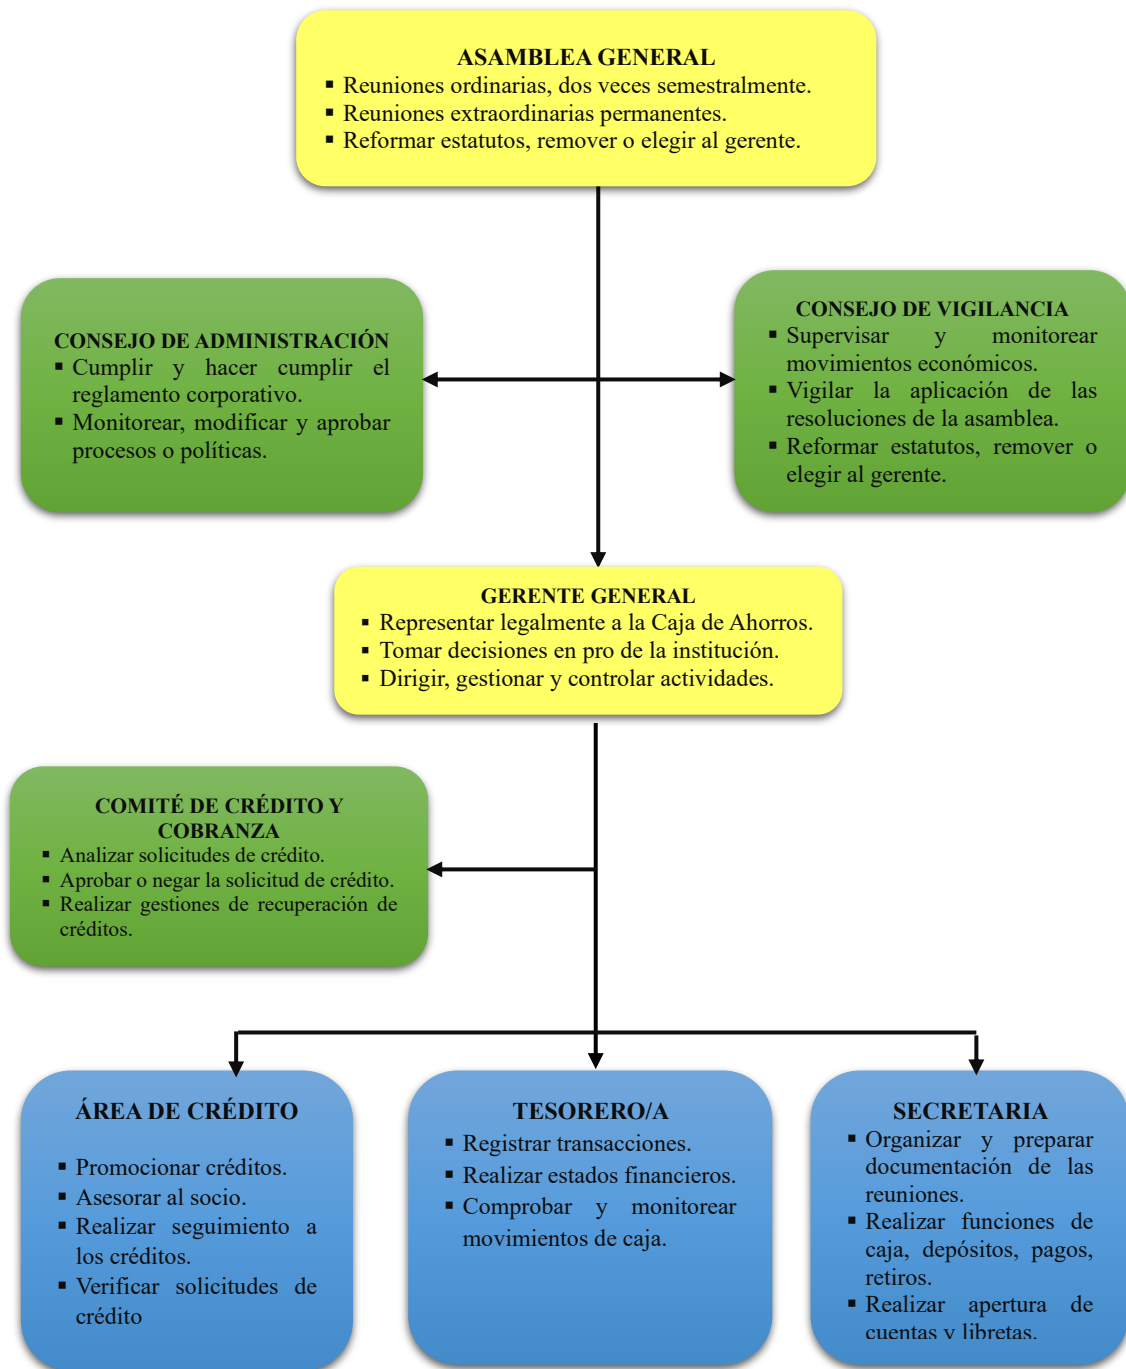 ASAMBLEA GENERAL
▪ Reuniones ordinarias, dos veces semestralmente.
▪ Reuniones extraordinarias permanentes.
▪ Reformar estatutos, remover o elegir al gerente.
CONSEJO DE ADMINISTRACIÓN
▪ Cumplir y hacer cumplir el
reglamento corporativo.
▪ Monitorear, modificar y aprobar
procesos o políticas.
CONSEJO DE VIGILANCIA
▪ Supervisar y monitorear
movimientos económicos.
▪ Vigilar la aplicación de las
resoluciones de la asamblea.
▪ Reformar estatutos, remover o
elegir al gerente.
GERENTE GENERAL
▪ Representar legalmente a la Caja de Ahorros.
▪ Tomar decisiones en pro de la institución.
▪ Dirigir, gestionar y controlar actividades.
COMITÉ DE CRÉDITO Y
COBRANZA
▪ Analizar solicitudes de crédito.
▪ Aprobar o negar la solicitud de crédito.
▪ Realizar gestiones de recuperación de
créditos.
ÁREA DE CRÉDITO
▪ Promocionar créditos.
▪ Asesorar al socio.
▪ Realizar seguimiento a
los créditos.
▪ Verificar solicitudes de
crédito
TESORERO/A
▪ Registrar transacciones.
▪ Realizar estados financieros.
▪ Comprobar y monitorear
movimientos de caja.
SECRETARIA
▪ Organizar y preparar
documentación de las
reuniones.
▪ Realizar funciones de
caja, depósitos, pagos,
retiros.
▪ Realizar apertura de
cuentas y libretas.